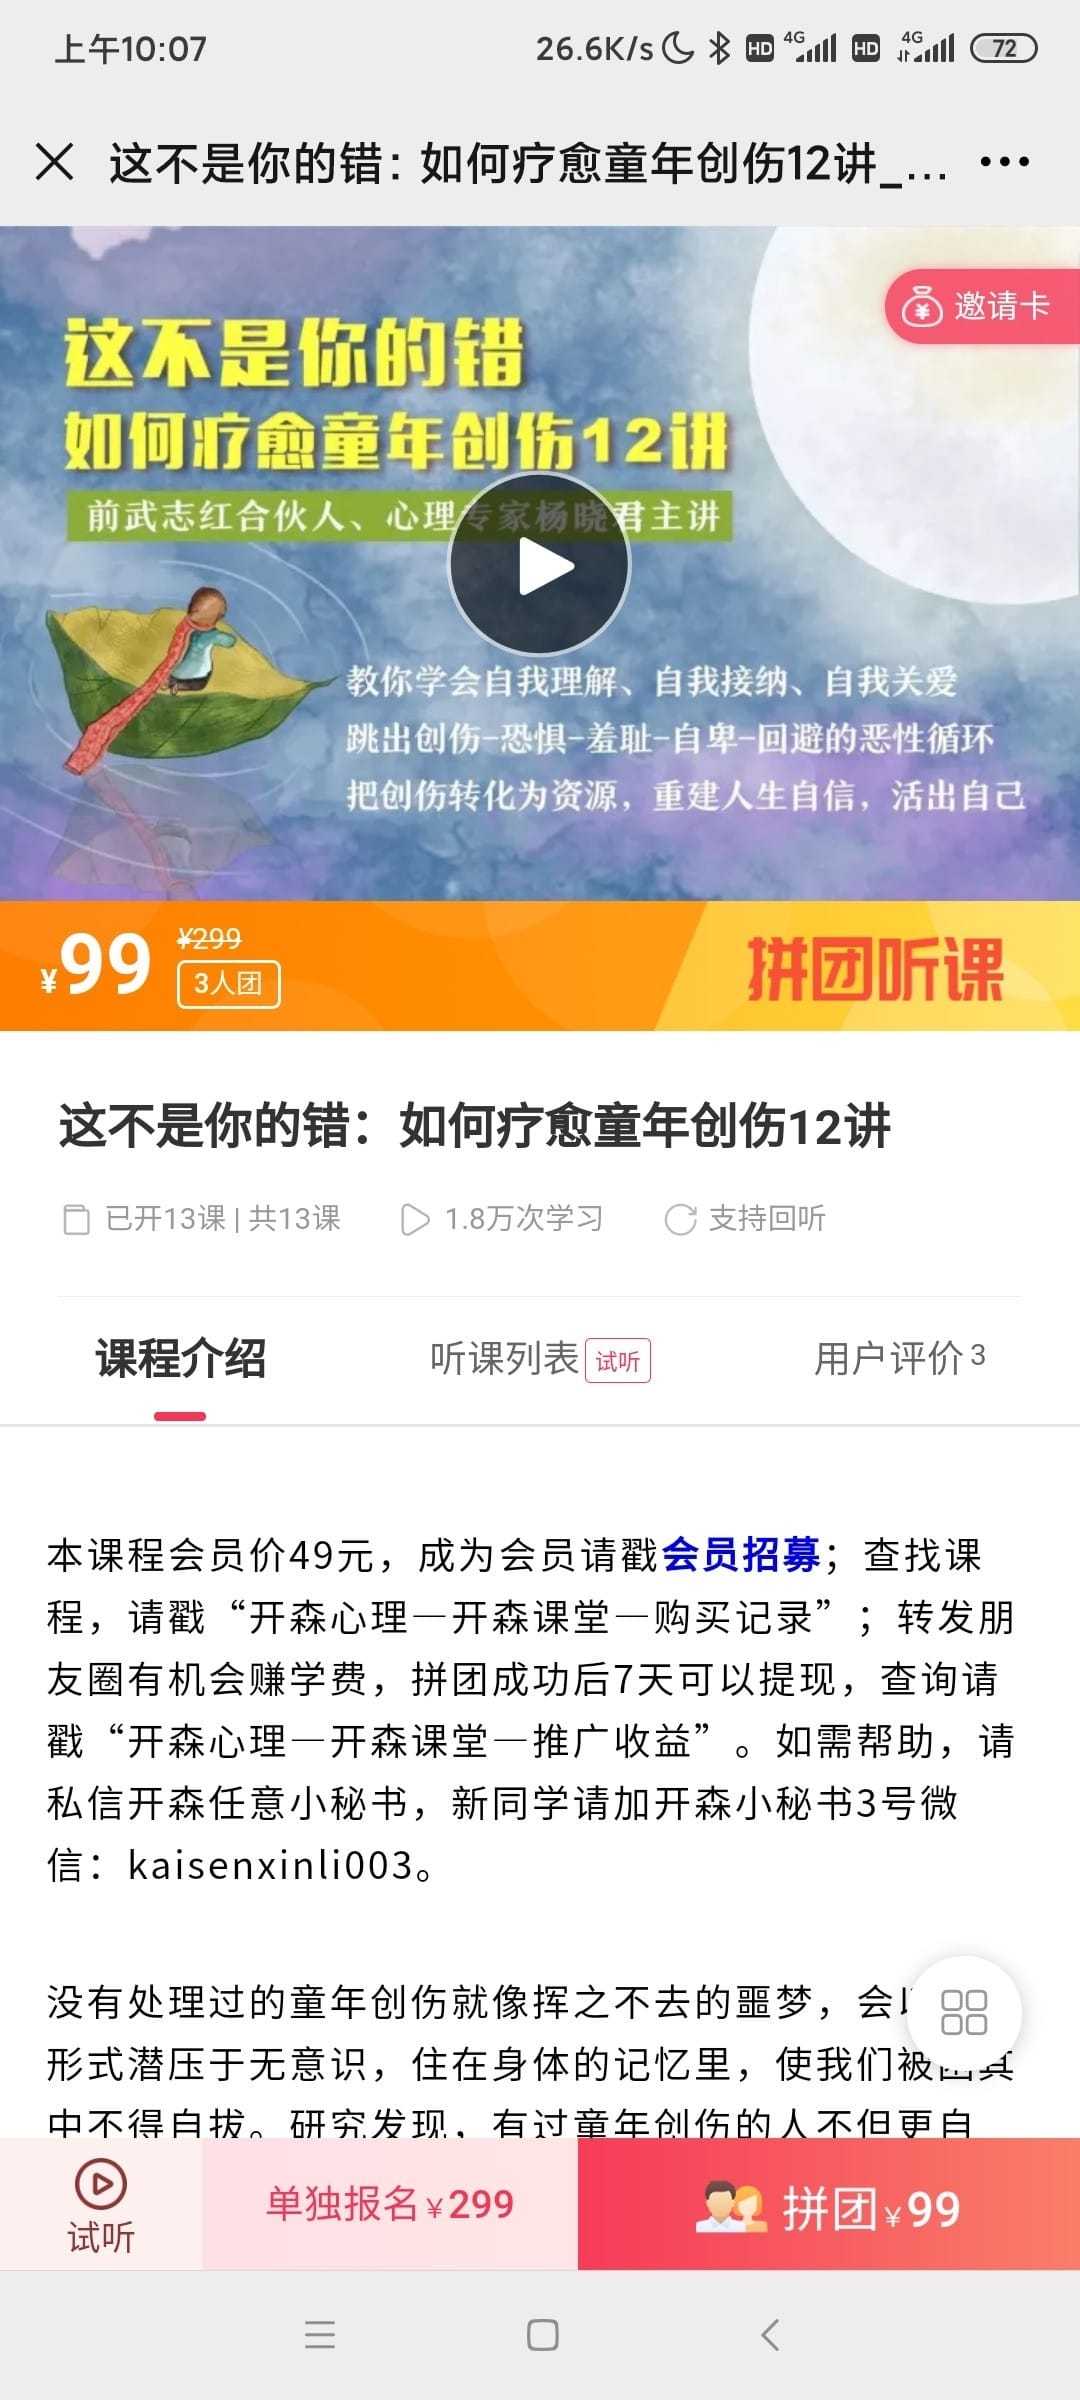 上午10:07
26.6K/s
HD 4G HD 4G 72
这不是你的错：如何疗愈童年创伤12讲_...
邀请卡
这不是你的错
如何疗愈童年创伤12讲
前武志红合伙人、心理专家杨晓君主讲
教你学会自我理解、自我接纳、自我关爱
跳出创伤-恐惧-羞耻-自卑-回避的恶性循环
把创伤转化为资源，重建人生自信，活出自己
¥99 ¥299
3人团
拼团听课
这不是你的错：如何疗愈童年创伤12讲
已开13课 | 共13课 1.8万次学习 支持回听
课程介绍 听课列表 试听 用户评价 3
本课程会员价49元，成为会员请戳会员招募；查找课
程，请戳“开森心理—开森课堂—购买记录”；转发朋
友圈有机会赚学费，拼团成功后7天可以提现，查询请
戳“开森心理—开森课堂—推广收益”。如需帮助，请
私信开森任意小秘书，新同学请加开森小秘书3号微
信：kaisenxinli003。
没有处理过的童年创伤就像挥之不去的噩梦，会
形式潜压于无意识，住在身体的记忆里，使我们被困其
中不得自拔。研究发现，有过童年创伤的人不但更自
试听
单独报名¥299
拼团¥99